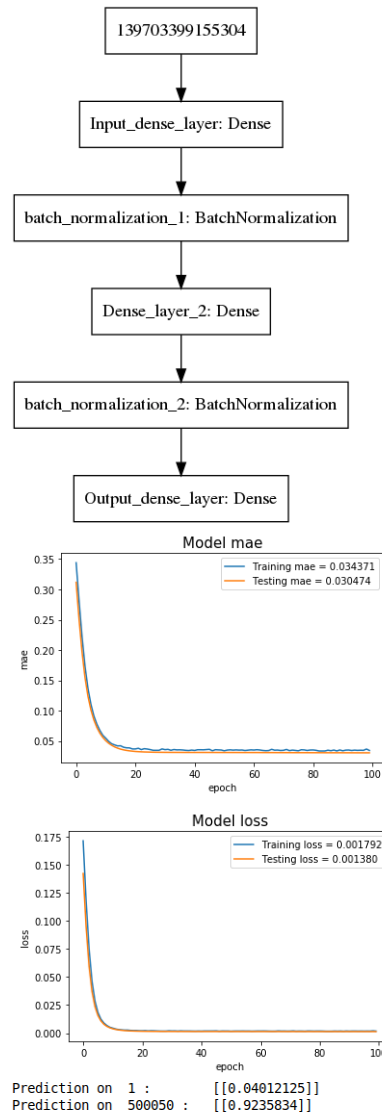 139703399155304
Input_dense_layer: Dense
batch_normalization_1: BatchNormalization
Dense_layer_2: Dense
batch_normalization_2: BatchNormalization
Output_dense_layer: Dense
Model mae
Training mae = 0.034371
Testing mae = 0.030474
0.35
0.30
0.25
0.20
0.15
0.10
0.05
mae
0 20 40 60 80 100
epoch
Model loss
Training loss = 0.001792
Testing loss = 0.001380
0.175
0.150
0.125
0.100
0.075
0.050
0.025
0.000
loss
0 20 40 60 80 100
epoch
Prediction on 1 : [[0.04012125]]
Prediction on 500050 : [[0.9235834]]